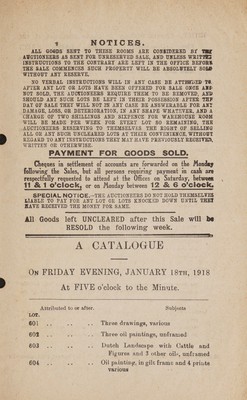 NOTICES.
ALL GOODS SENT TO THESE ROOMS ARE CONSIDERED BY THE
AUCTIONEERS AS SENT FOR UNRESERVED SALE, AND UNLESS WRITTEN
INSTRUCTIONS TO THE CONTRARY ARE LEFT IN THE OFFICE BEFORE
THE SALE COMMENCES SUCH PROPERTY WILL BE ABSOLUTELY SOLD
WITHOUT ANY RESERVE.
NO VERBAL INSTRUCTIONS WILL IN ANY CASE BE ATTENDED TO
AFTER ANY LOT OR LOTS HAVE BEEN OFFERED FOR SALE ONCE AND
NOT SOLD, THE AUCTIONEERS REQUIRE THEM TO BE REMOVED, AND
SHOULD ANY SUCH LOTS BE LEFT IN THEIR POSSESSION AFTER THE
DAY OF SALE THEY WILL NOT IN ANY CASE BE ANSWERABLE FOR ANY
DAMAGE, LOSS, OR DETERIORATION, IN ANY SHAPE WHATEVER, AND A
CHARGE OF TWO SHILLINGS AND SIXPENCE FOR WAREHOUSE ROOM
WILL BE MADE PER WEEK FOR EVERY LOT SO REMAINING, THE
AUCTIONEERS RESERVING TO THEMSELVES THE RIGHT OF SELLING
ALL OR ANY SUCH UNCLEARED LOTS AT THEIR CONVENIENCE, WITHOUT
REGARD TO ANY INSTRUCTIONS THEY MAY HAVE PREVIOUSLY RECEIVED,
WRITTEN OR OTHERWISE.
PAYMENT FOR GOODS SOLD.
Cheques in settlement of accounts are forwarded on the Monday
following the Sales, but all persons requiring payment in cash are
respectfully requested to attend at the Offices on Saturday, between
11 & 1 o'clock, or on Monday between 12 & 6 o'clock.
SPECIAL NOTICE.—THE AUCTIONEERS DO NOT HOLD THEMSELVES
LIABLE TO PAY FOR ANY LOT OR LOTS KNOCKED DOWN UNTIL THEY
HAVE RECEIVED THE MONEY FOR SAME.
All Goods left UNCLEARED after this Sale will be
RESOLD the following week.
A CATALOGUE
ON FRIDAY EVENING, JANUARY 18TH, 1918
At FIVE o'clock to the Minute.
Attributed to or after. Subjects
LOT.
601 .. .. .. Three drawings, various
602 .. .. .. Three oil paintings, unframed
603 .. .. .. Dutch Landscape with Cattle and
Figures and 3 other oils, unframed
604 .. .. .. Oil painting, in gilt frame and 4 prints
various